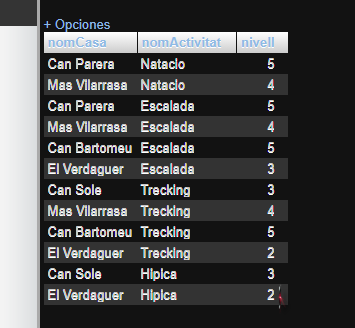 + Opciones
nomCasa nomActivitat nivell
Can Parera Natacio 5
Mas Vilarrasa Natacio 4
Can Parera Escalada 5
Mas Vilarrasa Escalada 4
Can Bartomeu Escalada 5
El Verdaguer Escalada 3
Can Sole Trecking 3
Mas Vilarrasa Trecking 4
Can Bartomeu Trecking 5
El Verdaguer Trecking 2
Can Sole Hipica 3
El Verdaguer Hipica 2